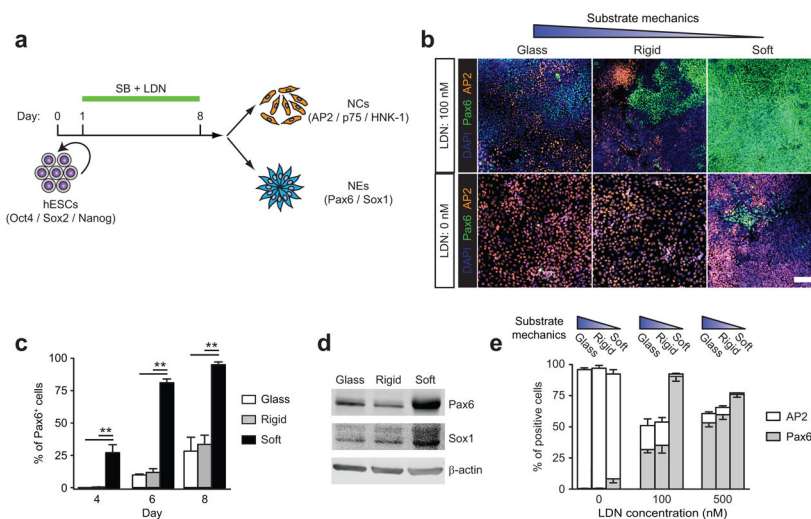 a
SB + LDN
Day:
0
1
8
hESCs
(Oct4 / Sox2 / Nanog)
NCs
(AP2 / p75 / HNK-1)
NEs
(Pax6 / Sox1)
b
Substrate mechanics
Glass
Rigid
Soft
LDN: 100 nM
DAPI Pax6 AP2
LDN: 0 nM
DAPI Pax6 AP2
c
% of Pax6⁺ cells
100
75
50
25
0
**
**
**
Glass
Rigid
Soft
4
6
8
Day
d
Glass
Rigid
Soft
Pax6
Sox1
β-actin
e
Substrate
mechanics
Glass
Rigid
Soft
Glass
Rigid
Soft
Glass
Rigid
Soft
% of positive cells
100
75
50
25
0
AP2
Pax6
0
100
500
LDN concentration (nM)